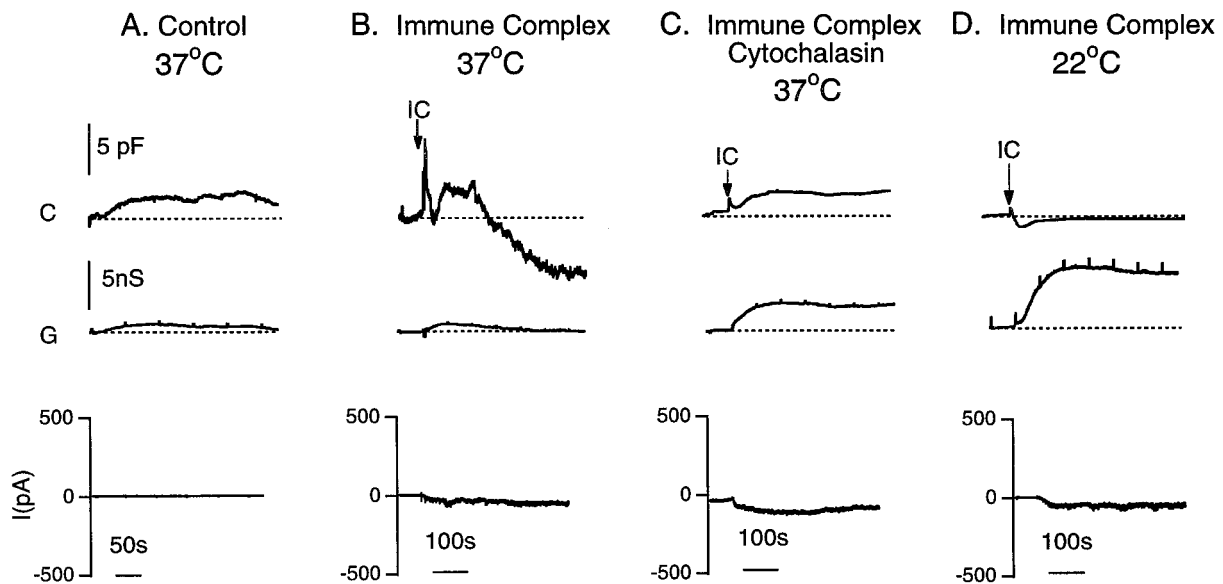 A. Control
37°C
B. Immune Complex
37°C
C. Immune Complex
Cytochalasin
37°C
D. Immune Complex
22°C
5 pF
IC
IC
IC
C
5nS
G
500
0
-500
I(pA)
50s
500
0
-500
100s
500
0
-500
100s
500
0
-500
100s